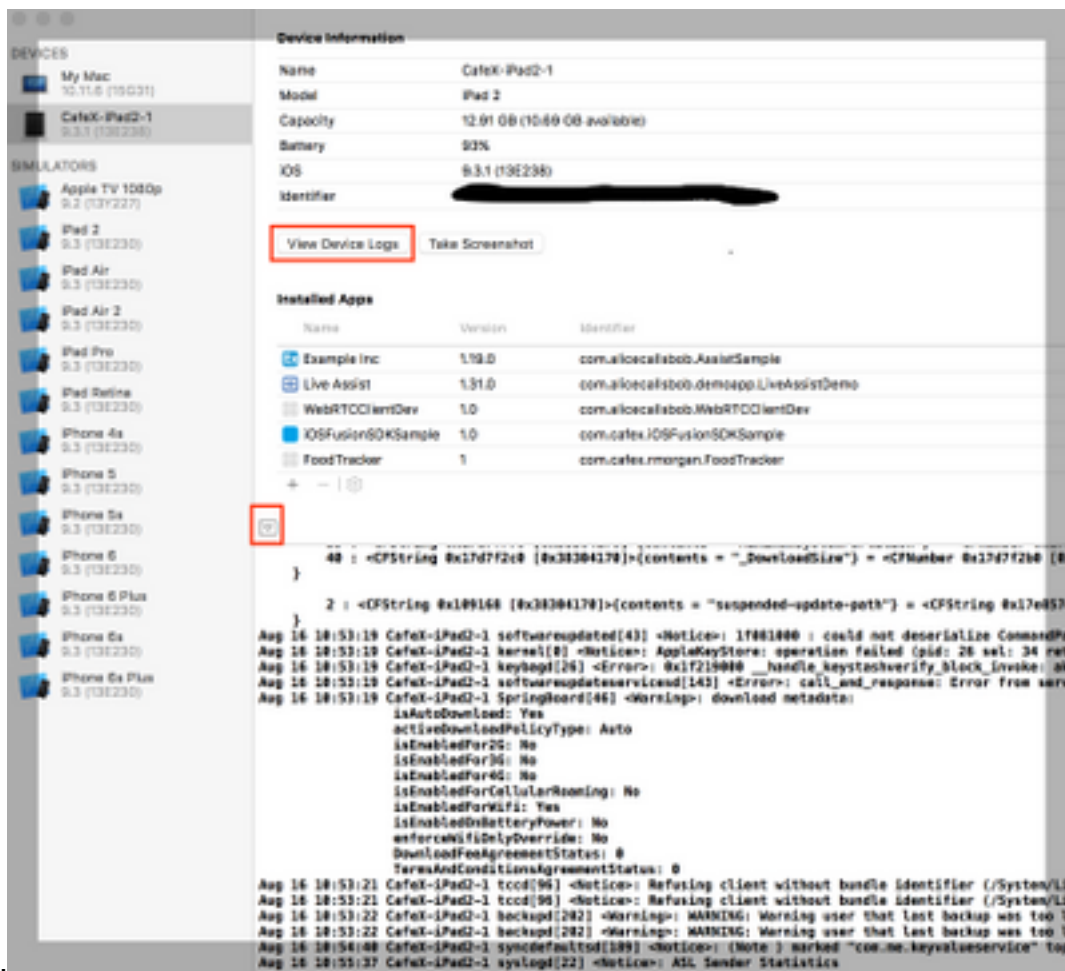 DEVICES
My Mac
10.11.6 (15G31)
CafeX-iPad2-1
9.3.1 (13E238)
SIMULATORS
Apple TV 1080p
9.2 (13Y227)
iPad 2
9.3 (13E230)
iPad Air
9.3 (13E230)
iPad Air 2
9.3 (13E230)
iPad Pro
9.3 (13E230)
iPad Retina
9.3 (13E230)
iPhone 4s
9.3 (13E230)
iPhone 5
9.3 (13E230)
iPhone 5s
9.3 (13E230)
iPhone 6
9.3 (13E230)
iPhone 6 Plus
9.3 (13E230)
iPhone 6s
9.3 (13E230)
iPhone 6s Plus
9.3 (13E230)
Device Information
Name CafeX-iPad2-1
Model iPad 2
Capacity 12.91 GB (10.69 GB available)
Battery 93%
iOS 9.3.1 (13E238)
Identifier
View Device Logs Take Screenshot
Installed Apps
Name Version Identifier
Example Inc 1.19.0 com.alicecallsbob.AssistSample
Live Assist 1.31.0 com.alicecallsbob.demoapp.LiveAssistDemo
WebRTCClientDev 1.0 com.alicecallsbob.WebRTCClientDev
iOSFusionSDKSample 1.0 com.cafex.iOSFusionSDKSample
FoodTracker 1 com.cafex.rmorgan.FoodTracker
40 : <CFString 0x17d7f2c0 [0x38304170]>{contents = "_DownloadSize"} = <CFNumber 0x17d7f2b0
}
2 : <CFString 0x109168 [0x38304170]>{contents = "suspended-update-path"} = <CFString
}
Aug 16 10:53:19 CafeX-iPad2-1 softwareupdated[43] <Notice>: 1f081000 : could not deserialize
Aug 16 10:53:19 CafeX-iPad2-1 kernel[0] <Notice>: AppleKeyStore: operation failed (pid: 26 sel: 34
Aug 16 10:53:19 CafeX-iPad2-1 keybagd[26] <Error>: 0x1f219000 __handle_keystashverify_block_invoke:
Aug 16 10:53:19 CafeX-iPad2-1 softwareupdateservicesd[143] <Error>: call_and_response: Error from
Aug 16 10:53:19 CafeX-iPad2-1 SpringBoard[46] <Warning>: download metadata:
isAutoDownload: Yes
activeDownloadPolicyType: Auto
isEnabledFor2G: No
isEnabledFor3G: No
isEnabledFor4G: No
isEnabledForCellularRoaming: No
isEnabledForWifi: Yes
isEnabledOnBatteryPower: No
enforceWifiOnlyOverride: No
DownloadFeeAgreementStatus: 0
TermsAndConditionsAgreementStatus: 0
Aug 16 10:53:21 CafeX-iPad2-1 tccd[96] <Notice>: Refusing client without bundle identifier
Aug 16 10:53:21 CafeX-iPad2-1 tccd[96] <Notice>: Refusing client without bundle identifier
Aug 16 10:53:22 CafeX-iPad2-1 backupd[202] <Warning>: WARNING: Warning user that last backup was too
Aug 16 10:53:22 CafeX-iPad2-1 backupd[202] <Warning>: WARNING: Warning user that last backup was too
Aug 16 10:54:40 CafeX-iPad2-1 syncdefaultsd[189] <Notice>: (Note ) marked "com.me.keyvalueservice"
Aug 16 10:55:37 CafeX-iPad2-1 syslogd[22] <Notice>: ASL Sender Statistics